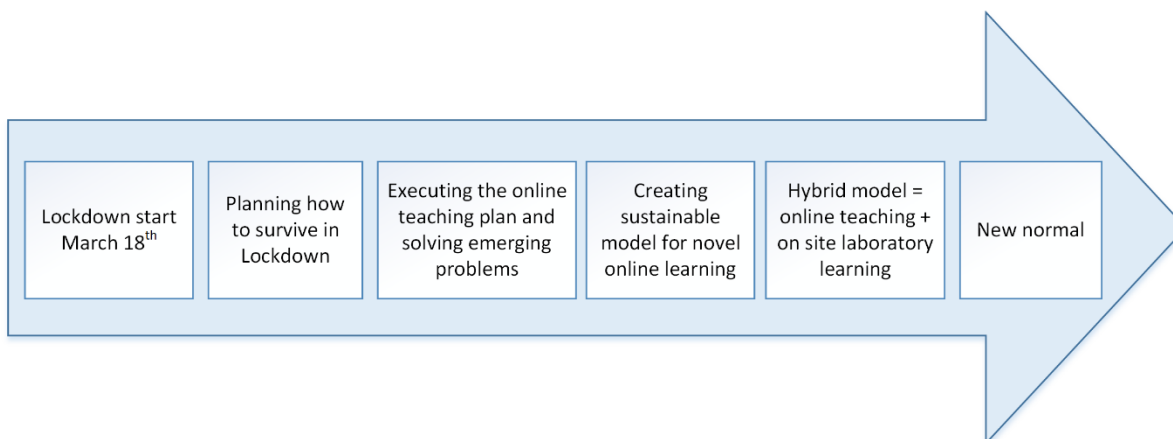 Lockdown start
March 18th
Planning how
to survive in
Lockdown
Executing the online
teaching plan and
solving emerging
problems
Creating
sustainable
model for novel
online learning
Hybrid model =
online teaching +
on site laboratory
learning
New normal